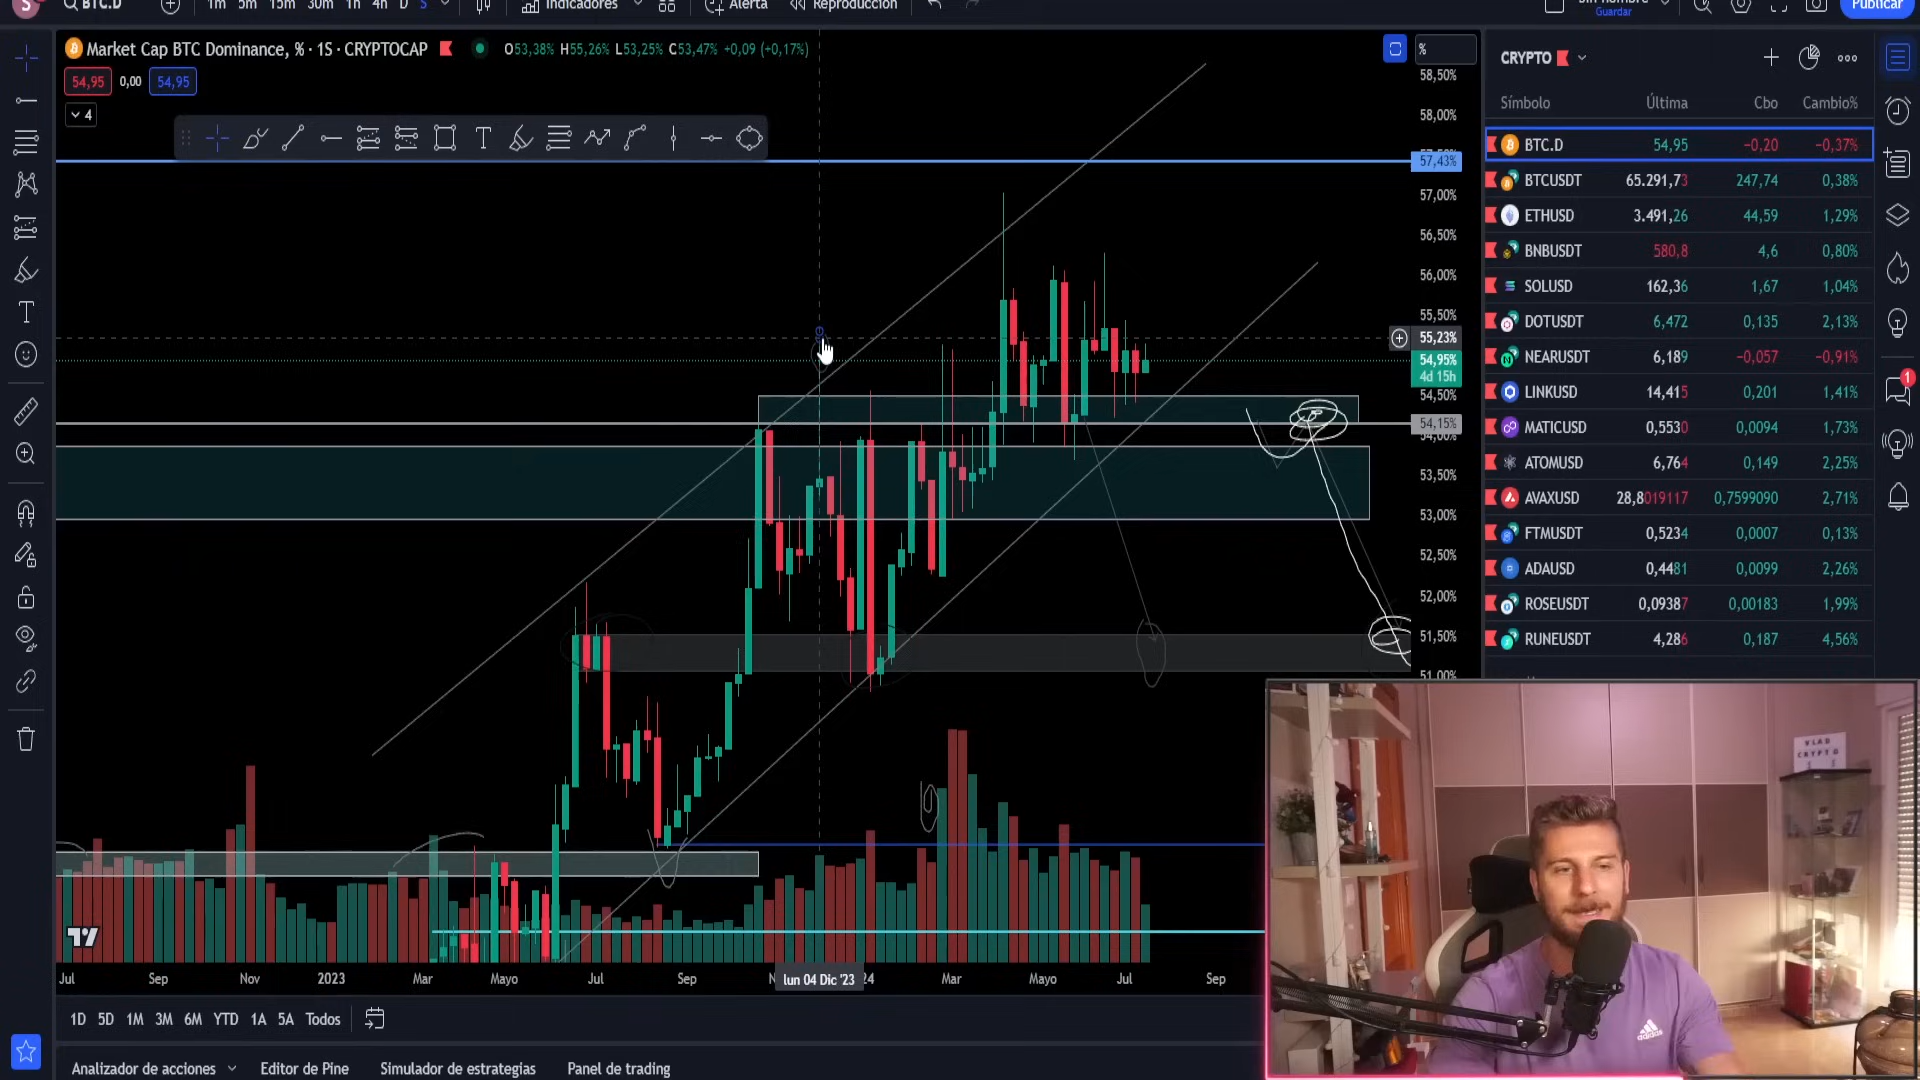 BTC.D
1m 5m 15m 30m 1h 4h D S
Indicadores
Alerta
Reproducción
Sin nombre
Guardar
Publicar
Market Cap BTC Dominance, % · 1S · CRYPTOCAP
O53,38% H55,26% L53,25% C53,47% +0,09 (+0,17%)
54,95 0,00 54,95
4
%
58,50%
58,00%
57,43%
57,00%
56,50%
56,00%
55,50%
55,23%
54,95%
4d 15h
54,50%
54,15%
54,00%
53,50%
53,00%
52,50%
52,00%
51,50%
51,00%
Jul Sep Nov 2023 Mar Mayo Jul Sep lun 04 Dic '23 24 Mar Mayo Jul Sep
1D 5D 1M 3M 6M YTD 1A 5A Todos
Analizador de acciones Editor de Pine Simulador de estrategias Panel de trading
CRYPTO
Símbolo Última Cbo Cambio%
BTC.D 54,95 −0,20 −0,37%
BTCUSDT 65.291,73 247,74 0,38%
ETHUSD 3.491,26 44,59 1,29%
BNBUSDT 580,8 4,6 0,80%
SOLUSD 162,36 1,67 1,04%
DOTUSDT 6,472 0,135 2,13%
NEARUSDT 6,189 −0,057 −0,91%
LINKUSD 14,415 0,201 1,41%
MATICUSD 0,5530 0,0094 1,73%
ATOMUSD 6,764 0,149 2,25%
AVAXUSD 28,8019117 0,7599090 2,71%
FTMUSDT 0,5234 0,0007 0,13%
ADAUSD 0,4481 0,0099 2,26%
ROSEUSDT 0,09387 0,00183 1,99%
RUNEUSDT 4,286 0,187 4,56%
1
VLAD
CRYPTO
adidas